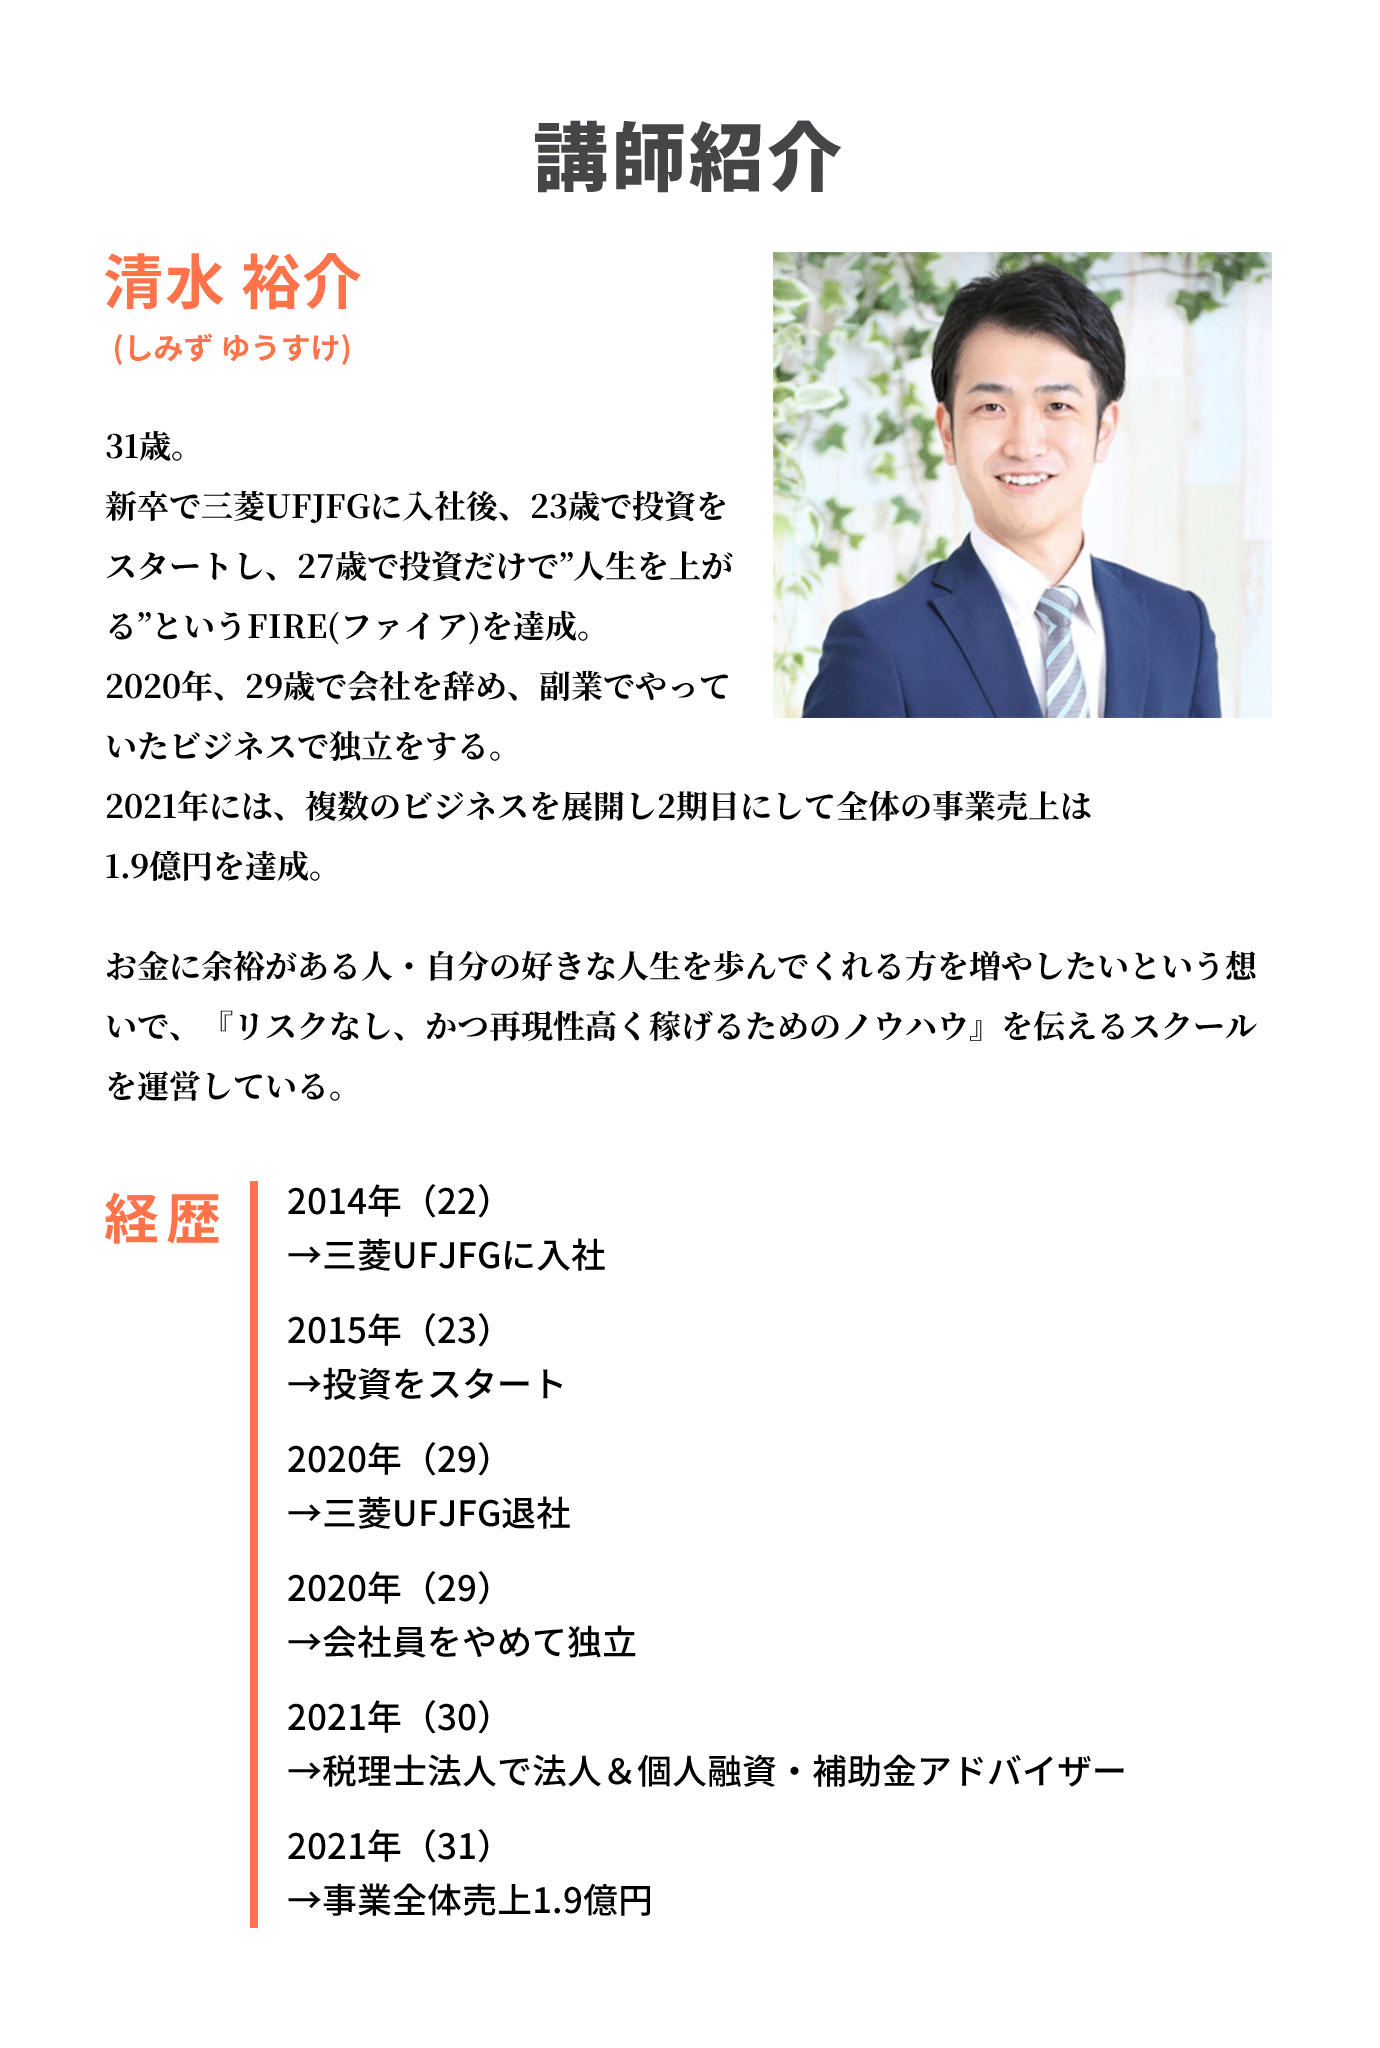 講師紹介
清水 裕介
(しみず ゆうすけ)
31歳。
新卒で三菱UFJFGに入社後、23歳で投資を
スタートし、27歳で投資だけで”人生を上が
る”というFIRE(ファイア)を達成。
2020年、29歳で会社を辞め、副業でやって
いたビジネスで独立をする。
2021年には、複数のビジネスを展開し2期目にして全体の事業売上は
1.9億円を達成。
お金に余裕がある人・自分の好きな人生を歩んでくれる方を増やしたいという想
いで、『リスクなし、かつ再現性高く稼げるためのノウハウ』を伝えるスクール
を運営している。
経歴
2014年（22）
→三菱UFJFGに入社
2015年（23）
→投資をスタート
2020年（29）
→三菱UFJFG退社
2020年（29）
→会社員をやめて独立
2021年（30）
→税理士法人で法人＆個人融資・補助金アドバイザー
2021年（31）
→事業全体売上1.9億円